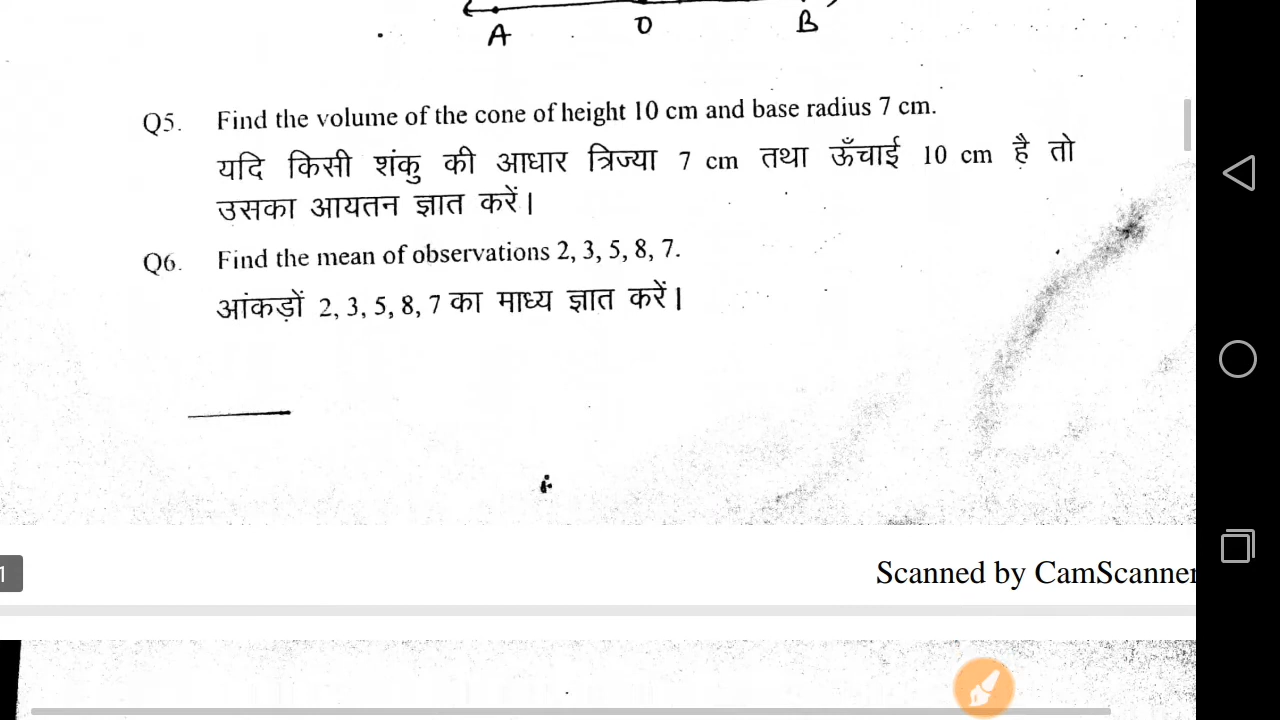 A O B
Q5. Find the volume of the cone of height 10 cm and base radius 7 cm.
यदि किसी शंकु की आधार त्रिज्या 7 cm तथा ऊँचाई 10 cm है तो
उसका आयतन ज्ञात करें।
Q6. Find the mean of observations 2, 3, 5, 8, 7.
आंकड़ों 2, 3, 5, 8, 7 का माध्य ज्ञात करें।
1
Scanned by CamScanner